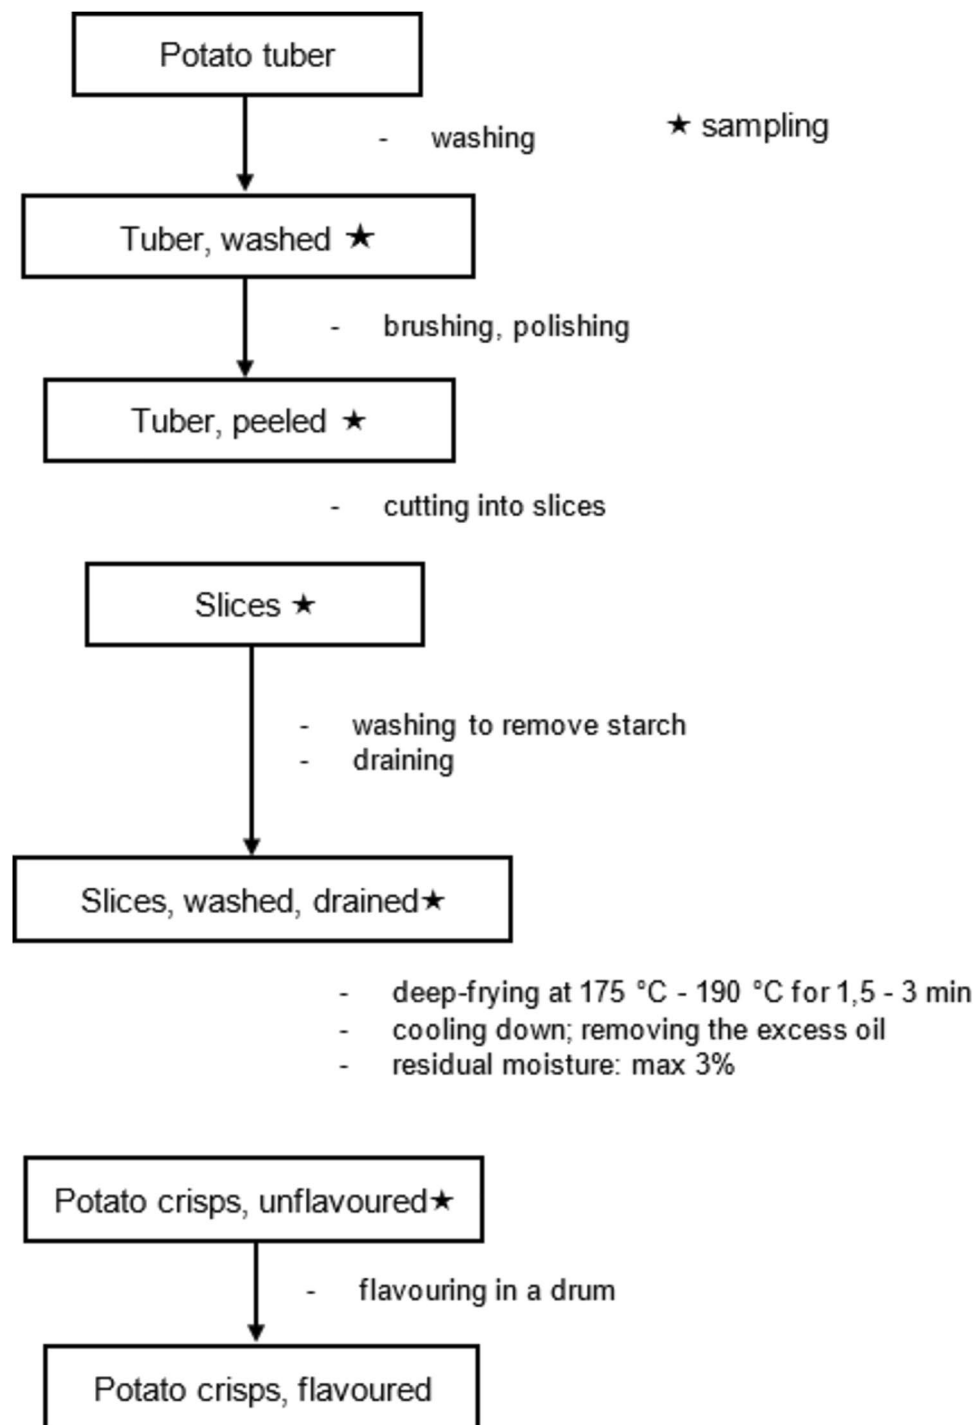 Potato tuber
- washing
★ sampling
Tuber, washed ★
- brushing, polishing
Tuber, peeled ★
- cutting into slices
Slices ★
- washing to remove starch
- draining
Slices, washed, drained★
- deep-frying at 175 °C - 190 °C for 1,5 - 3 min
- cooling down; removing the excess oil
- residual moisture: max 3%
Potato crisps, unflavoured★
- flavouring in a drum
Potato crisps, flavoured